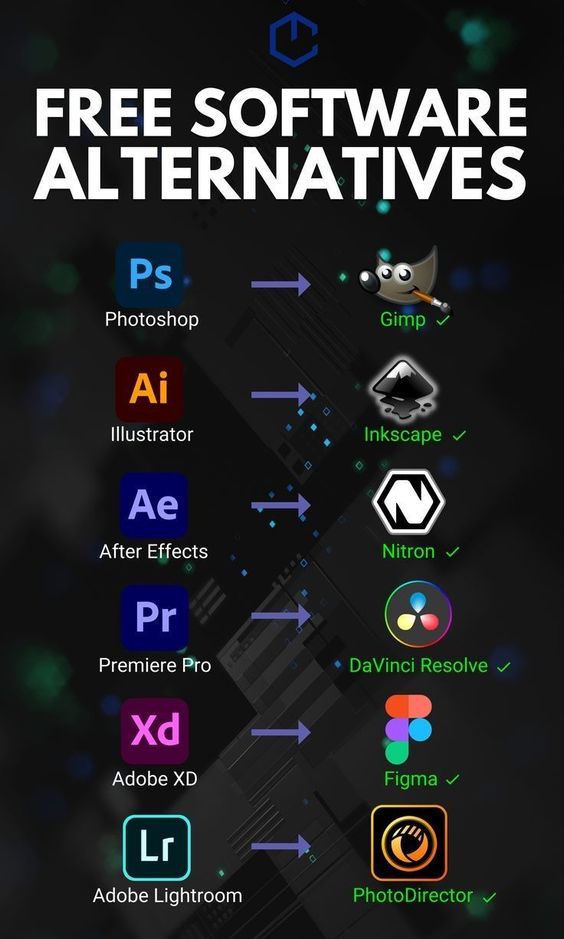 FREE SOFTWARE
ALTERNATIVES
Ps
Photoshop
Gimp
Ai
Illustrator
Inkscape
Ae
After Effects
N
Nitron
Pr
Premiere Pro
DaVinci Resolve
Xd
Adobe XD
Figma
Lr
Adobe Lightroom
PhotoDirector